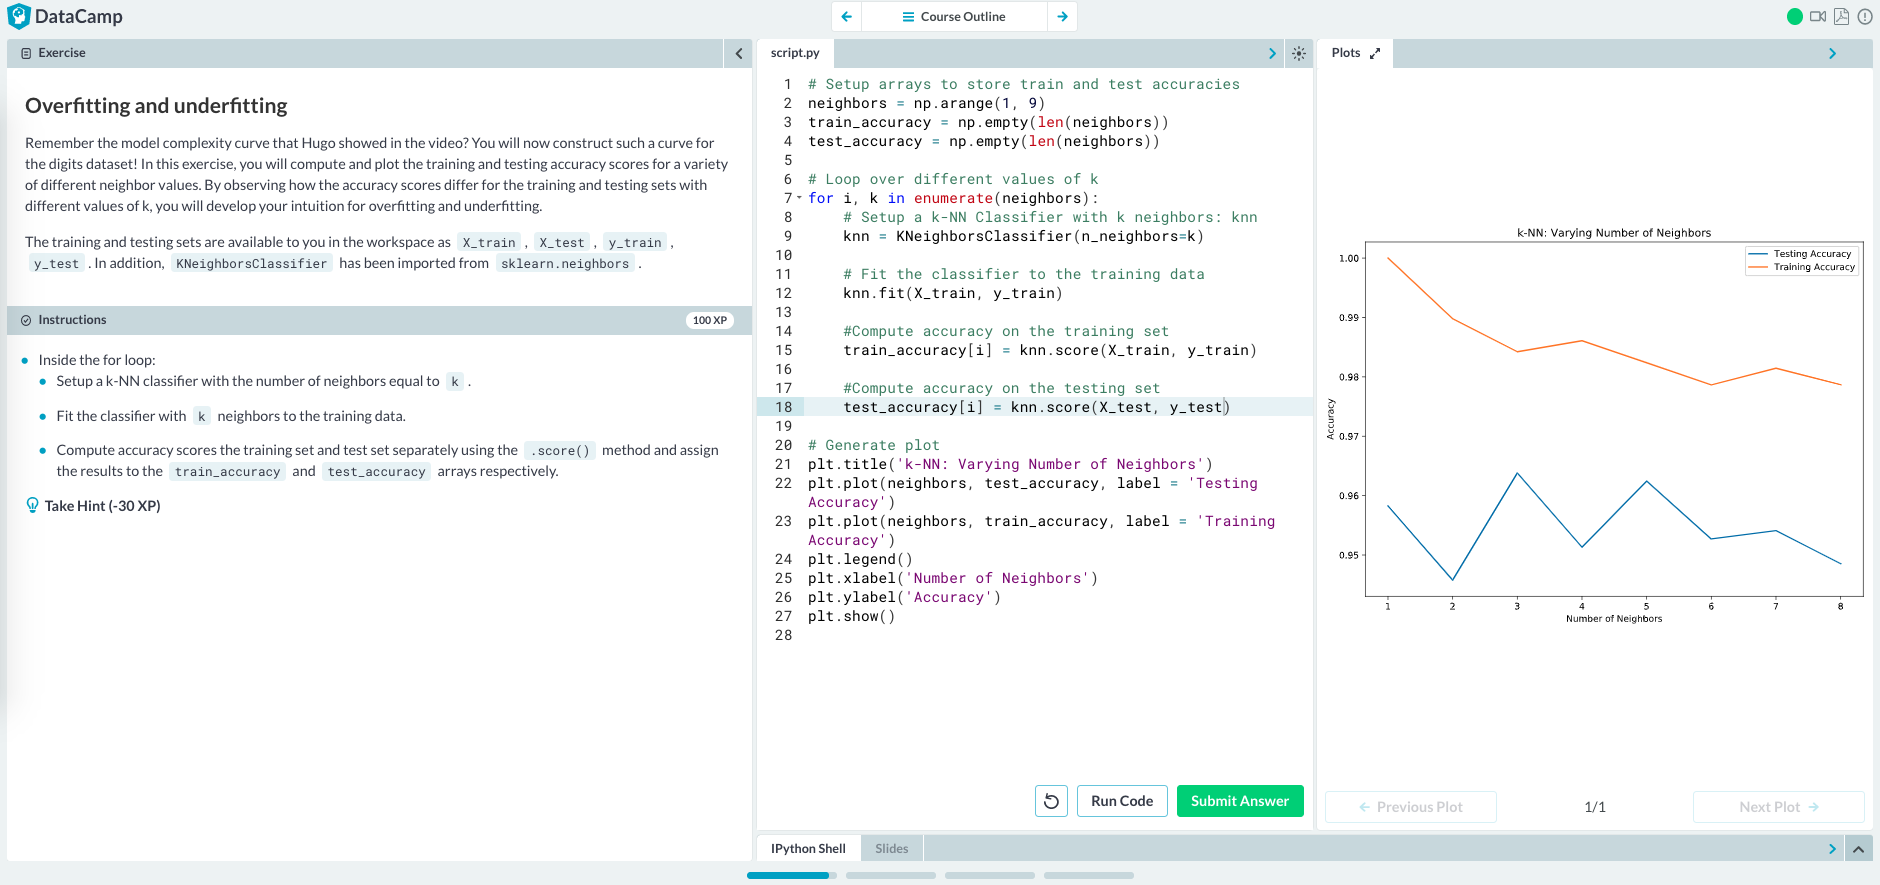 DataCamp
Course Outline
Exercise
Overfitting and underfitting
Remember the model complexity curve that Hugo showed in the video? You will now construct such a curve for
the digits dataset! In this exercise, you will compute and plot the training and testing accuracy scores for a variety
of different neighbor values. By observing how the accuracy scores differ for the training and testing sets with
different values of k, you will develop your intuition for overfitting and underfitting.
The training and testing sets are available to you in the workspace as X_train , X_test , y_train ,
y_test . In addition, KNeighborsClassifier has been imported from sklearn.neighbors .
Instructions
100 XP
Inside the for loop:
Setup a k-NN classifier with the number of neighbors equal to k .
Fit the classifier with k neighbors to the training data.
Compute accuracy scores the training set and test set separately using the .score() method and assign
the results to the train_accuracy and test_accuracy arrays respectively.
Take Hint (-30 XP)
script.py
1 # Setup arrays to store train and test accuracies
2 neighbors = np.arange(1, 9)
3 train_accuracy = np.empty(len(neighbors))
4 test_accuracy = np.empty(len(neighbors))
5
6 # Loop over different values of k
7 for i, k in enumerate(neighbors):
8 # Setup a k-NN Classifier with k neighbors: knn
9 knn = KNeighborsClassifier(n_neighbors=k)
10
11 # Fit the classifier to the training data
12 knn.fit(X_train, y_train)
13
14 #Compute accuracy on the training set
15 train_accuracy[i] = knn.score(X_train, y_train)
16
17 #Compute accuracy on the testing set
18 test_accuracy[i] = knn.score(X_test, y_test)
19
20 # Generate plot
21 plt.title('k-NN: Varying Number of Neighbors')
22 plt.plot(neighbors, test_accuracy, label = 'Testing
Accuracy')
23 plt.plot(neighbors, train_accuracy, label = 'Training
Accuracy')
24 plt.legend()
25 plt.xlabel('Number of Neighbors')
26 plt.ylabel('Accuracy')
27 plt.show()
28
Run Code
Submit Answer
IPython Shell
Slides
Plots
k-NN: Varying Number of Neighbors
Testing Accuracy
Training Accuracy
1.00
0.99
0.98
0.97
0.96
0.95
Accuracy
1 2 3 4 5 6 7 8
Number of Neighbors
Previous Plot
1/1
Next Plot